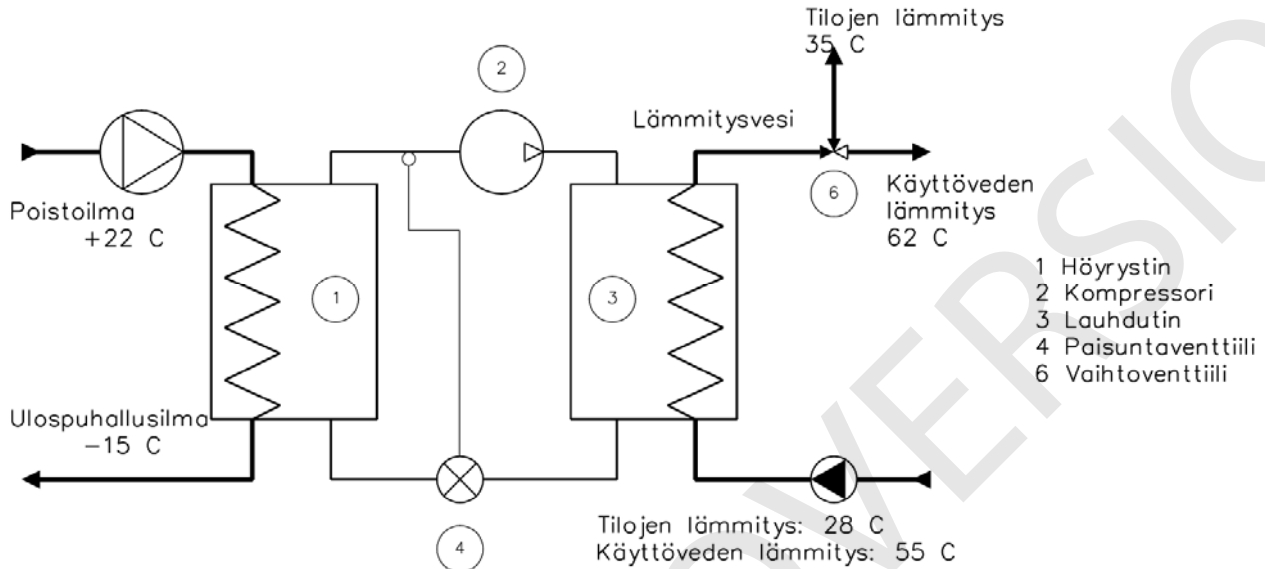 Tilojen lämmitys
35 C
2
Lämmitysvesi
6
Käyttöveden
lämmitys
62 C
Poistoilma
+22 C
1
3
1 Höyrystin
2 Kompressori
3 Lauhdutin
4 Paisuntaventtiili
6 Vaihtoventtiili
Ulospuhallusilma
-15 C
4
Tilojen lämmitys: 28 C
Käyttöveden lämmitys: 55 C
OVERSIO